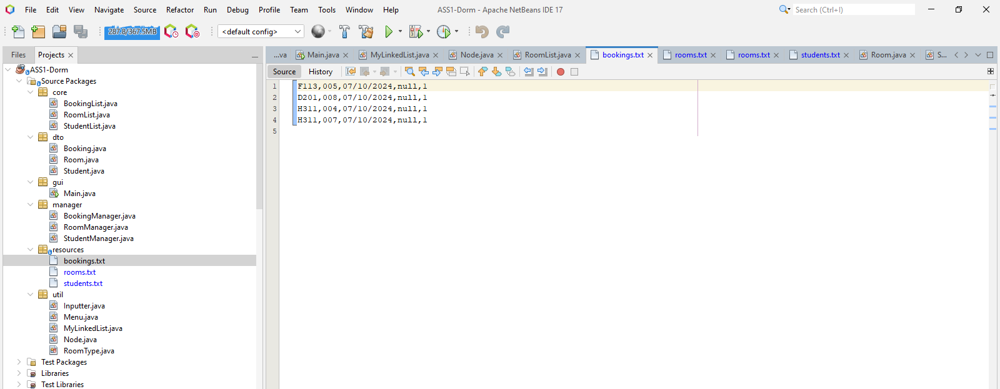 File Edit View Navigate Source Refactor Run Debug Profile Team Tools Window Help ASS1-Dorm - Apache NetBeans IDE 17 Search (Ctrl+I)
287.8/367.5MB <default config>
Files Projects ...va Main.java MyLinkedList.java Node.java RoomList.java bookings.txt rooms.txt rooms.txt students.txt Room.java S...
Source History
ASS1-Dorm
Source Packages
core
BookingList.java
RoomList.java
StudentList.java
dto
Booking.java
Room.java
Student.java
gui
Main.java
manager
BookingManager.java
RoomManager.java
StudentManager.java
resources
bookings.txt
rooms.txt
students.txt
util
Inputter.java
Menu.java
MyLinkedList.java
Node.java
RoomType.java
Test Packages
Libraries
Test Libraries
1 F113,005,07/10/2024,null,1
2 D201,008,07/10/2024,null,1
3 H311,004,07/10/2024,null,1
4 H311,007,07/10/2024,null,1
5